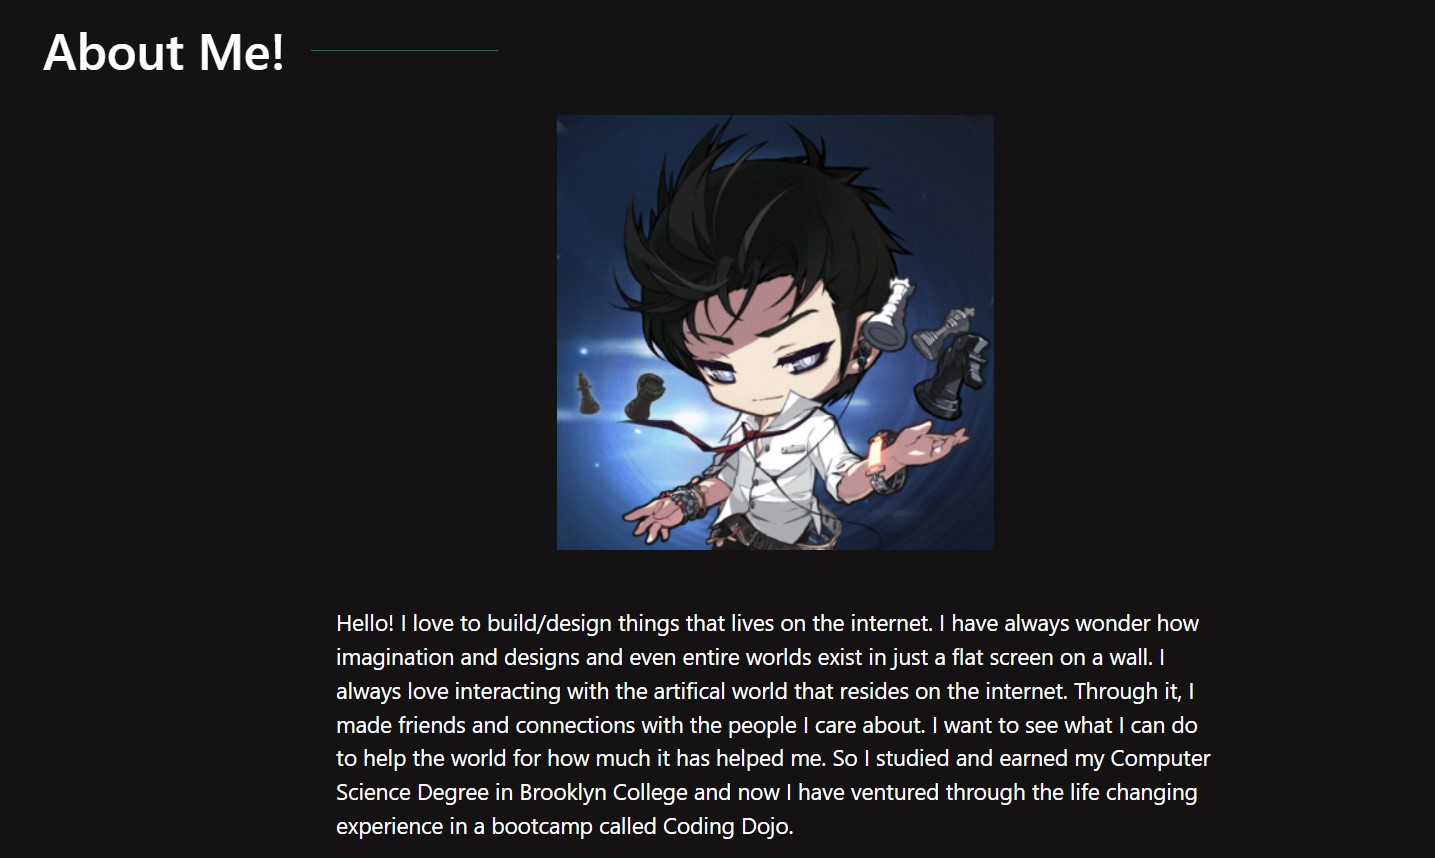 About Me!
Hello! I love to build/design things that lives on the internet. I have always wonder how
imagination and designs and even entire worlds exist in just a flat screen on a wall. I
always love interacting with the artifical world that resides on the internet. Through it, I
made friends and connections with the people I care about. I want to see what I can do
to help the world for how much it has helped me. So I studied and earned my Computer
Science Degree in Brooklyn College and now I have ventured through the life changing
experience in a bootcamp called Coding Dojo.